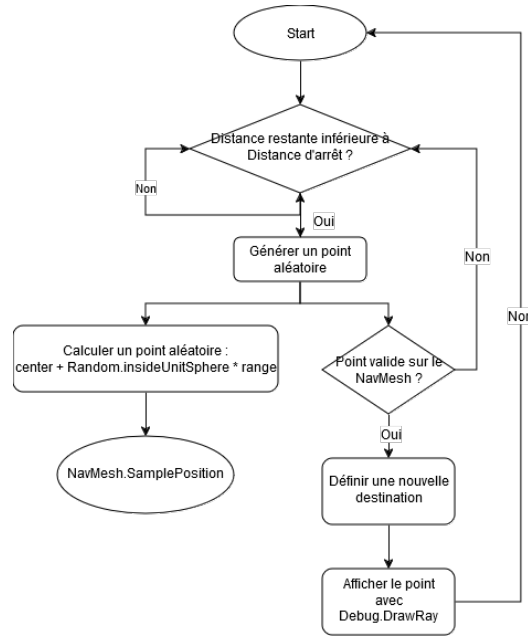 Start
Distance restante inférieure à
Distance d'arrêt ?
Non
Oui
Générer un point
aléatoire
Non
Non
Calculer un point aléatoire :
center + Random.insideUnitSphere * range
Point valide sur le
NavMesh ?
Oui
NavMesh.SamplePosition
Définir une nouvelle
destination
Afficher le point
avec
Debug.DrawRay